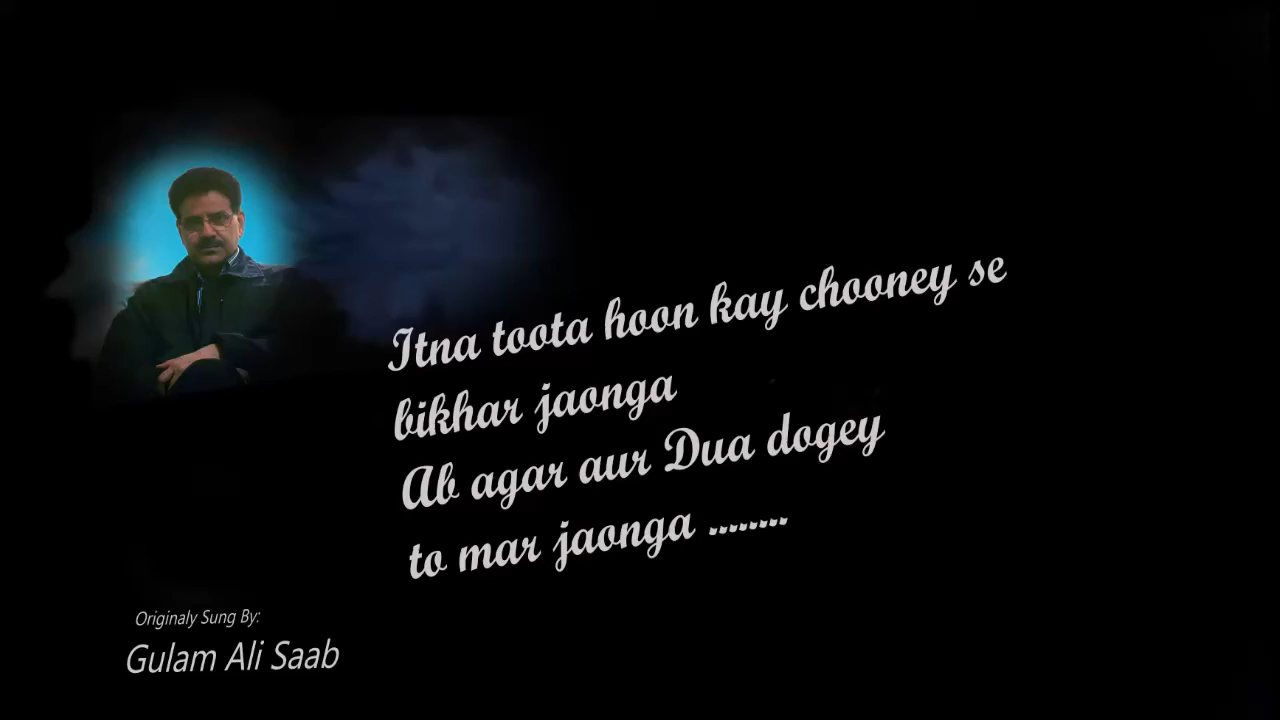 Itna toota hoon kay chooney se
bikhar jaonga
Ab agar aur Dua dogey
to mar jaonga ........
Originaly Sung By:
Gulam Ali Saab